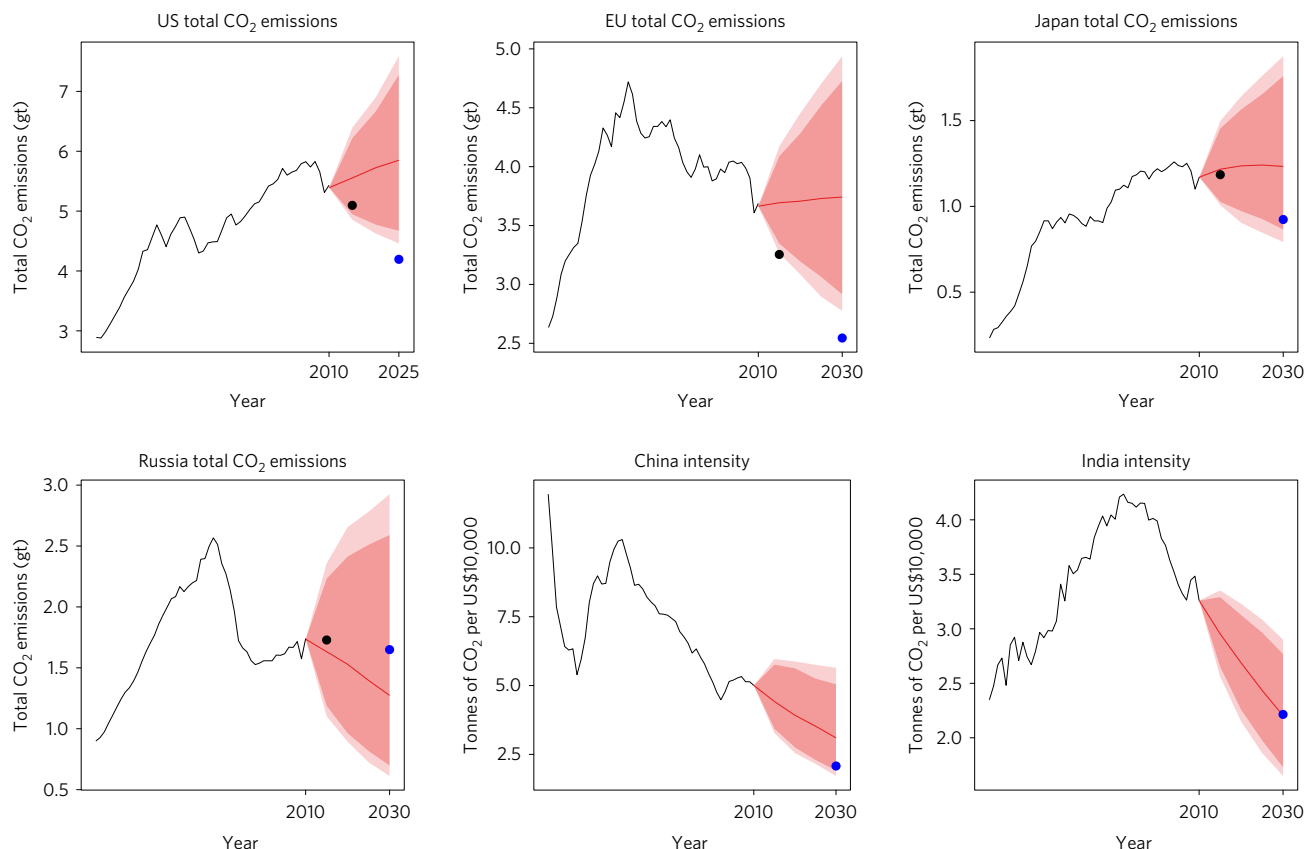 US total CO₂ emissions
Total CO₂ emissions (gt)
7
6
5
4
3
2010
2025
Year
EU total CO₂ emissions
Total CO₂ emissions (gt)
5.0
4.5
4.0
3.5
3.0
2.5
2010
2030
Year
Japan total CO₂ emissions
Total CO₂ emissions (gt)
1.5
1.0
0.5
2010
2030
Year
Russia total CO₂ emissions
Total CO₂ emissions (gt)
3.0
2.5
2.0
1.5
1.0
0.5
2010
2030
Year
China intensity
Tonnes of CO₂ per US$10,000
10.0
7.5
5.0
2.5
2010
2030
Year
India intensity
Tonnes of CO₂ per US$10,000
4.0
3.5
3.0
2.5
2.0
2010
2030
Year